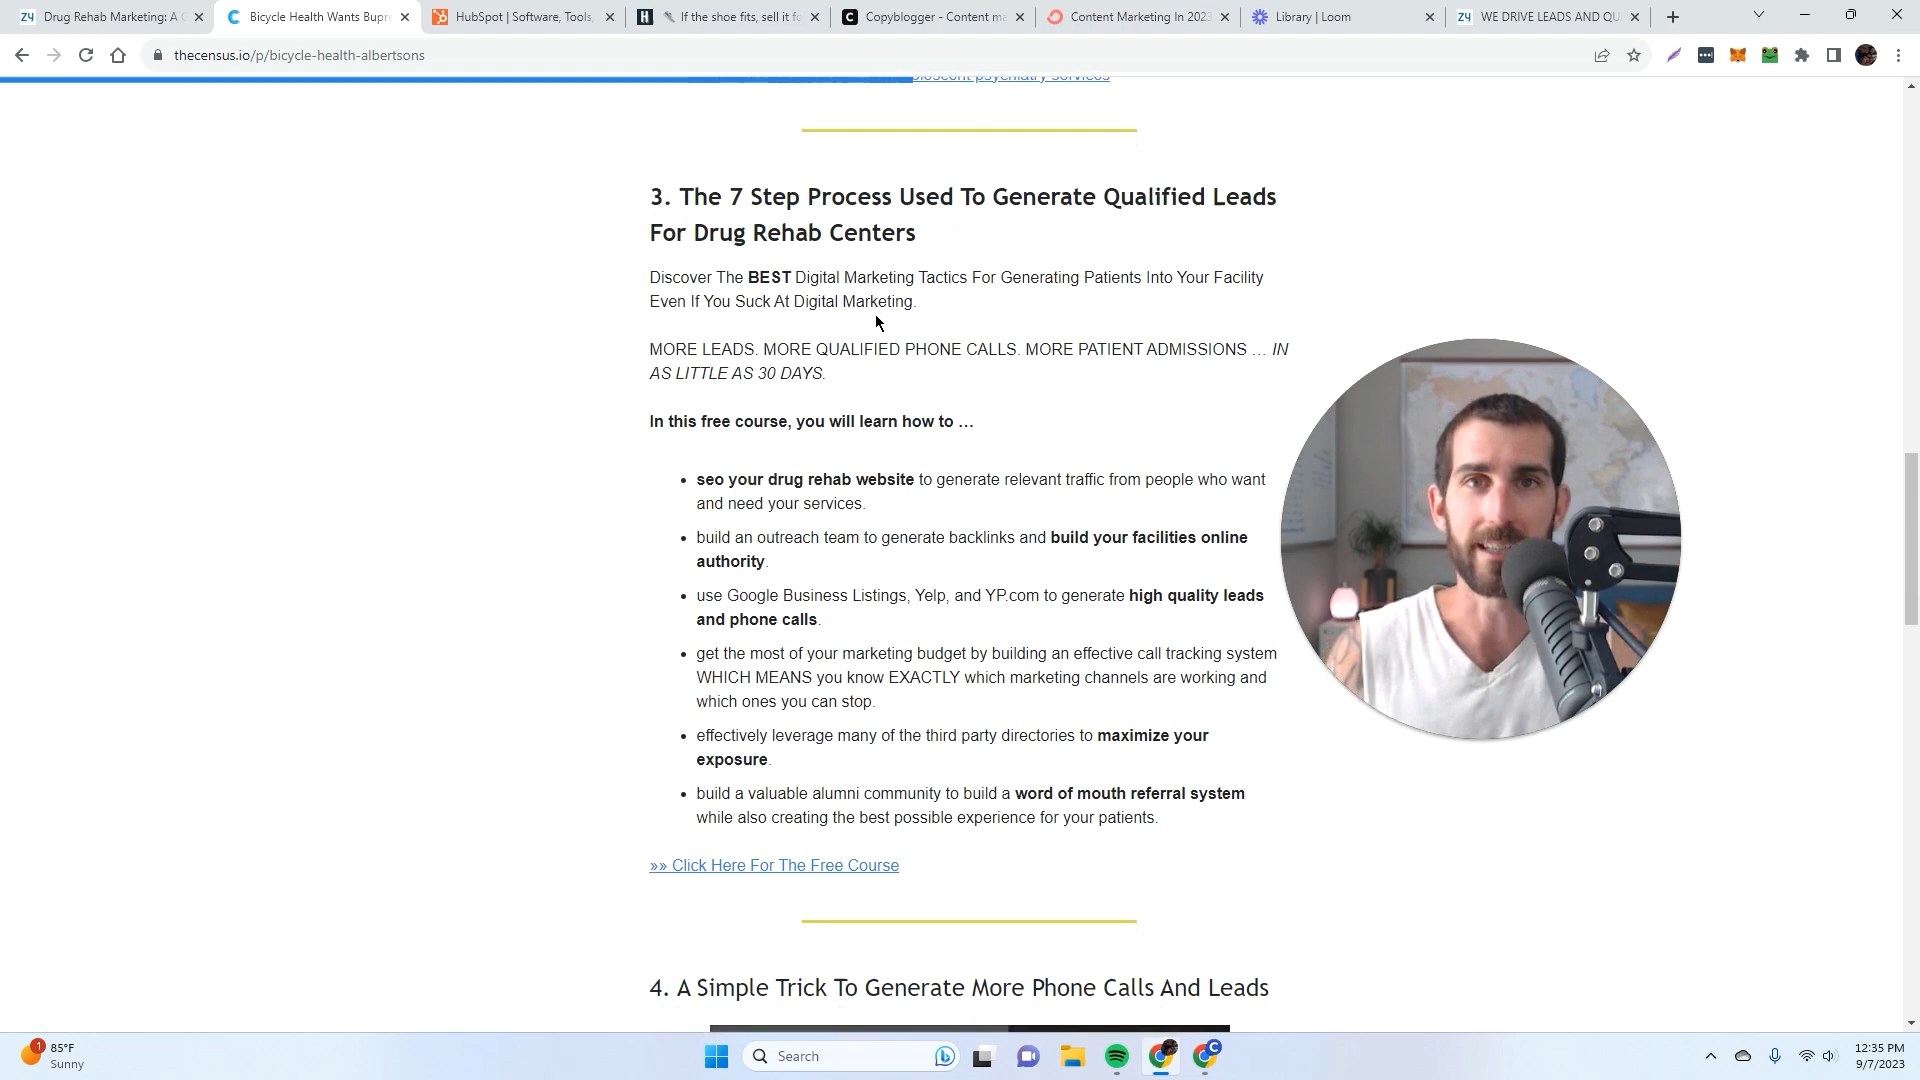 Drug Rehab Marketing: A C
Bicycle Health Wants Bupre
HubSpot | Software, Tools,
If the shoe fits, sell it fo
Copyblogger - Content ma
Content Marketing In 2023
Library | Loom
WE DRIVE LEADS AND QU
thecensus.io/p/bicycle-health-albertsons
psychiatry services
3. The 7 Step Process Used To Generate Qualified Leads
For Drug Rehab Centers
Discover The BEST Digital Marketing Tactics For Generating Patients Into Your Facility
Even If You Suck At Digital Marketing.
MORE LEADS. MORE QUALIFIED PHONE CALLS. MORE PATIENT ADMISSIONS … IN
AS LITTLE AS 30 DAYS.
In this free course, you will learn how to …
• seo your drug rehab website to generate relevant traffic from people who want
and need your services.
• build an outreach team to generate backlinks and build your facilities online
authority.
• use Google Business Listings, Yelp, and YP.com to generate high quality leads
and phone calls.
• get the most of your marketing budget by building an effective call tracking system
WHICH MEANS you know EXACTLY which marketing channels are working and
which ones you can stop.
• effectively leverage many of the third party directories to maximize your
exposure.
• build a valuable alumni community to build a word of mouth referral system
while also creating the best possible experience for your patients.
»» Click Here For The Free Course
4. A Simple Trick To Generate More Phone Calls And Leads
1
85°F
Sunny
Search
12:35 PM
9/7/2023